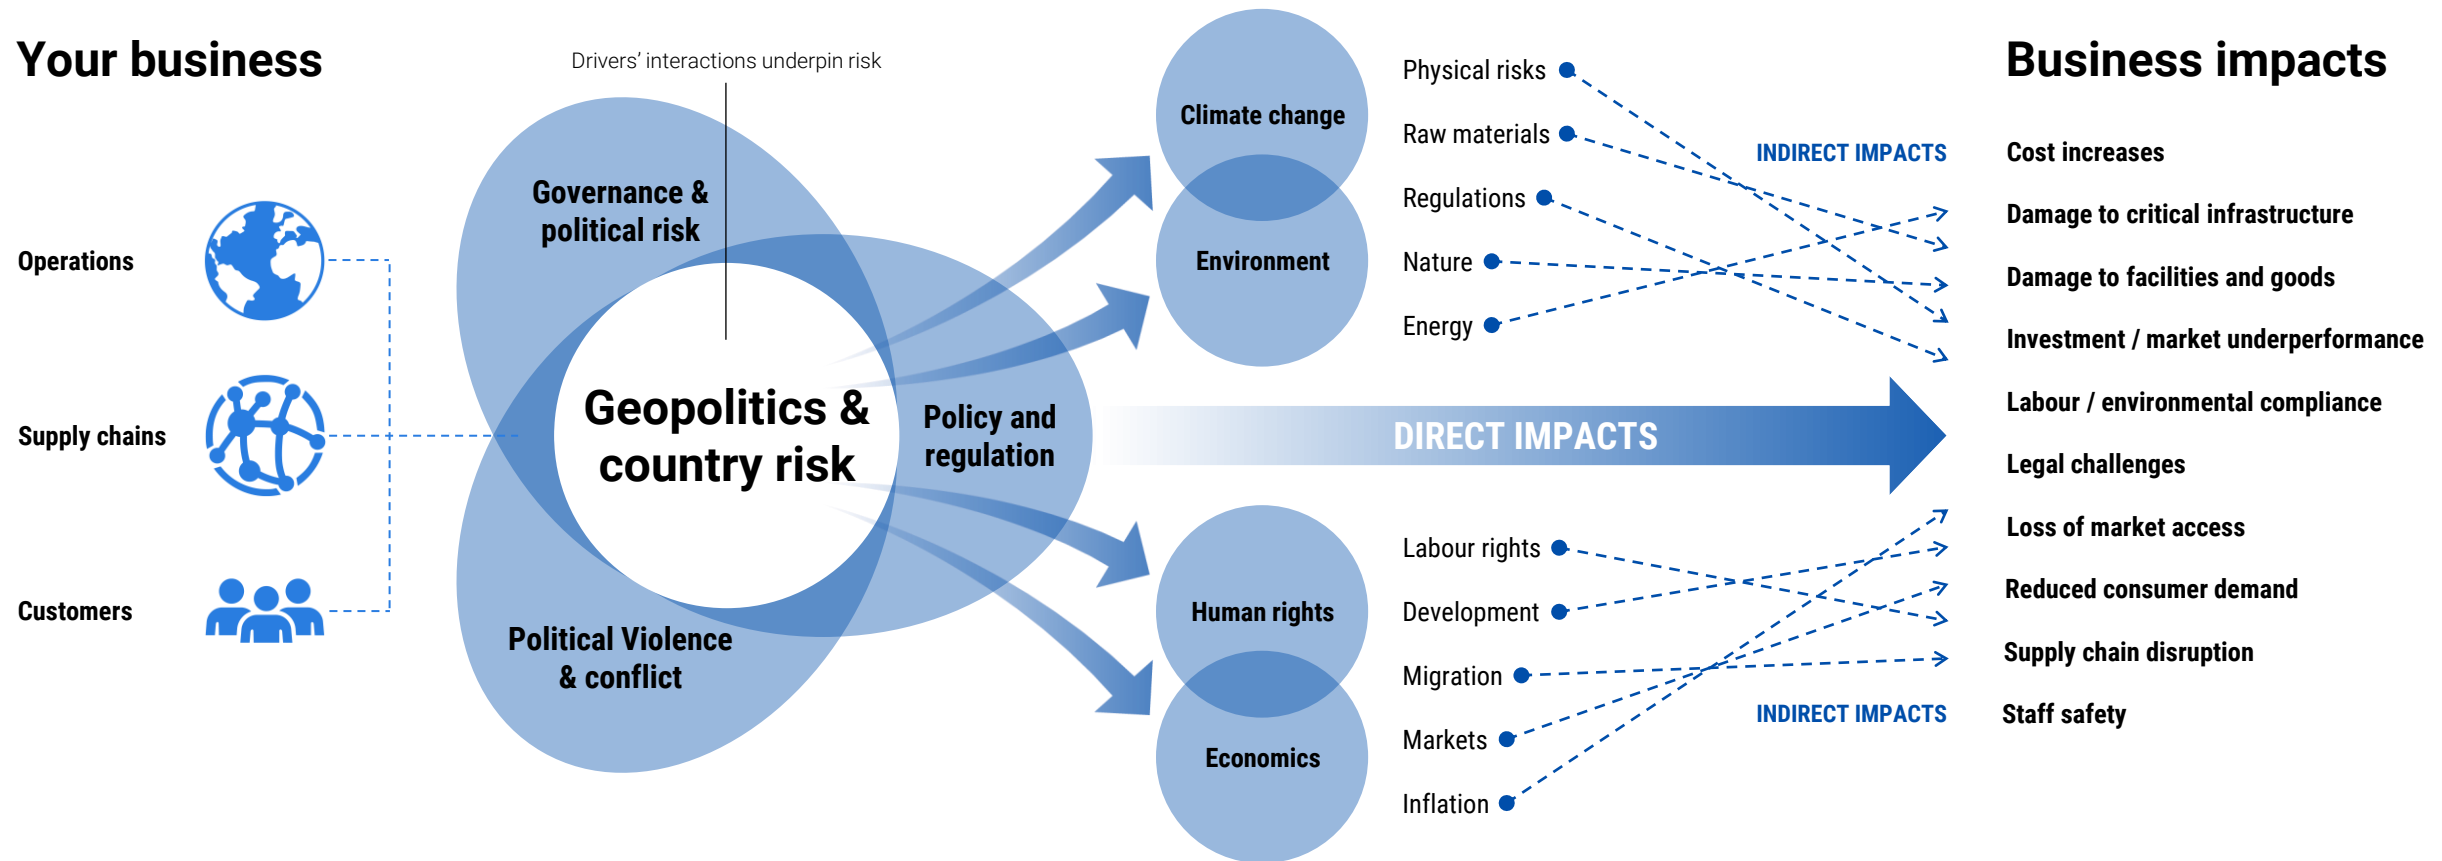 Your business
Operations
Supply chains
Customers
Drivers’ interactions underpin risk
Governance &
political risk
Geopolitics &
country risk
Policy and
regulation
Political Violence
& conflict
Climate change
Environment
Human rights
Economics
Physical risks
Raw materials
Regulations
Nature
Energy
INDIRECT IMPACTS
DIRECT IMPACTS
Labour rights
Development
Migration
Markets
Inflation
INDIRECT IMPACTS
Business impacts
Cost increases
Damage to critical infrastructure
Damage to facilities and goods
Investment / market underperformance
Labour / environmental compliance
Legal challenges
Loss of market access
Reduced consumer demand
Supply chain disruption
Staff safety